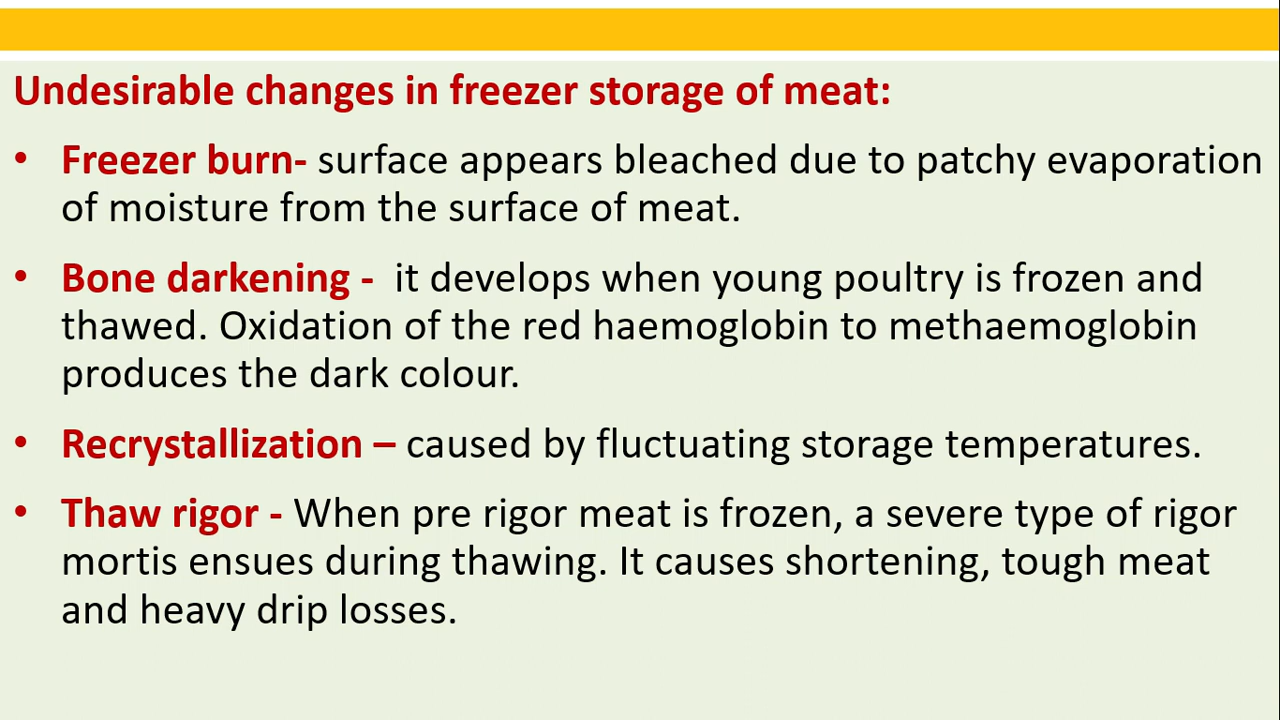 Undesirable changes in freezer storage of meat:
• Freezer burn- surface appears bleached due to patchy evaporation
of moisture from the surface of meat.
• Bone darkening -  it develops when young poultry is frozen and
thawed. Oxidation of the red haemoglobin to methaemoglobin
produces the dark colour.
• Recrystallization – caused by fluctuating storage temperatures.
• Thaw rigor - When pre rigor meat is frozen, a severe type of rigor
mortis ensues during thawing. It causes shortening, tough meat
and heavy drip losses.